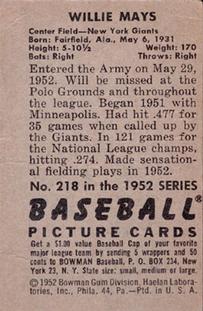 WILLIE MAYS
Center Field—New York Giants
Born: Fairfield, Ala., May 6, 1931
Height: 5-10½ Weight: 170
Bats: Right Throws: Right
Entered the Army on May 29,
1952. Will be missed at the
Polo Grounds and throughout
the league. Began 1951 with
Minneapolis. Had hit .477 for
35 games when called up by
the Giants. In 121 games for
the National League champs,
hitting .274. Made sensation-
al fielding plays in 1952.
No. 218 in the 1952 SERIES
BASEBALL
PICTURE CARDS
Get a $1.00 value Baseball Cap of your favorite
major league team by sending 5 wrappers and 50
cents to BOWMAN BASEBALL, P.O. BOX 234, NEW
YORK 23, N. Y. State size: small, medium or large.
©1952 Bowman Gum Division, Haelan Labora-
tories, Inc., Phila. 44, Pa.—Ptd. in U. S. A.